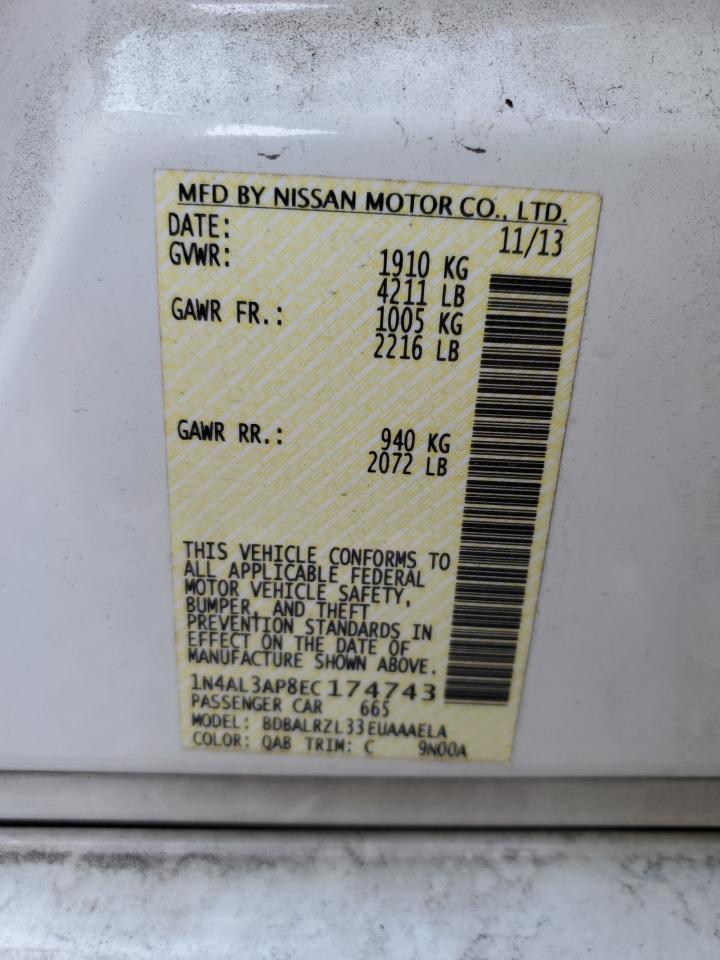 MFD BY NISSAN MOTOR CO., LTD.
DATE: 11/13
GVWR: 1910 KG
4211 LB
GAWR FR.: 1005 KG
2216 LB
GAWR RR.: 940 KG
2072 LB
THIS VEHICLE CONFORMS TO
ALL APPLICABLE FEDERAL
MOTOR VEHICLE SAFETY,
BUMPER, AND THEFT
PREVENTION STANDARDS IN
EFFECT ON THE DATE OF
MANUFACTURE SHOWN ABOVE.
1N4AL3AP8EC174743
PASSENGER CAR 665
MODEL: BDBALRZL33EUAAAELA
COLOR: QAB TRIM: C 9N00A